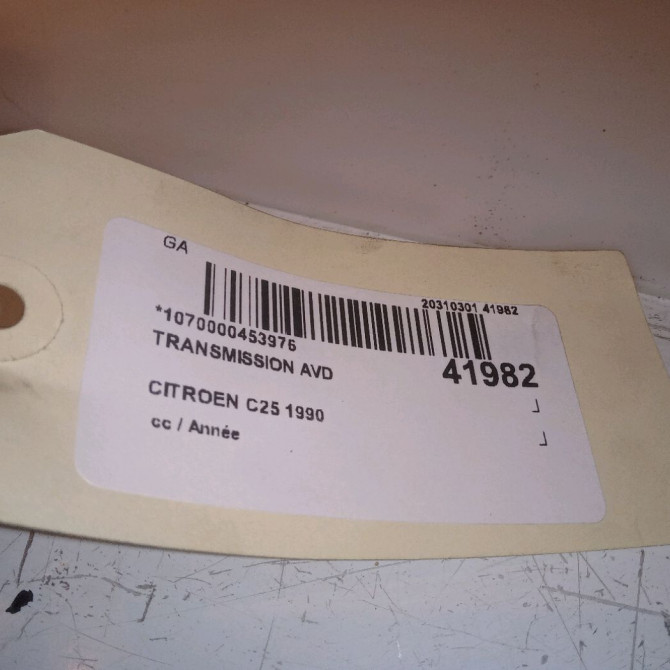 GA
20310301 41982
*1070000453976
TRANSMISSION AVD
41982
CITROEN C25 1990
cc / Année